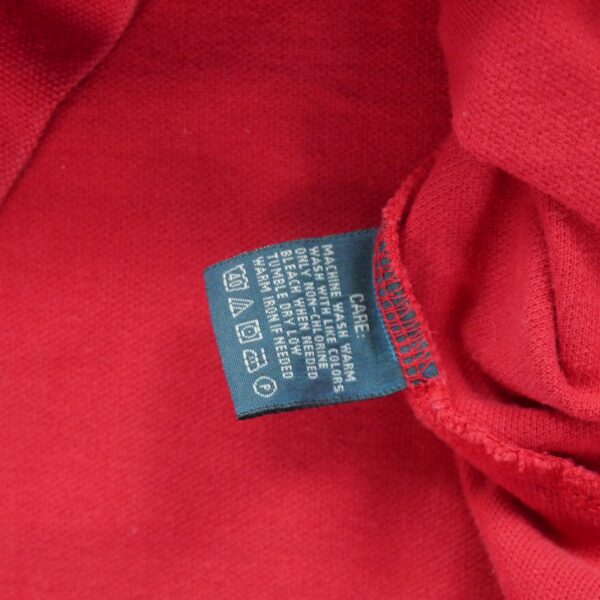 CARE:
MACHINE WASH WARM
WASH WITH LIKE COLORS
ONLY NON-CHLORINE
BLEACH WHEN NEEDED
TUMBLE DRY LOW
WARM IRON IF NEEDED
40
P